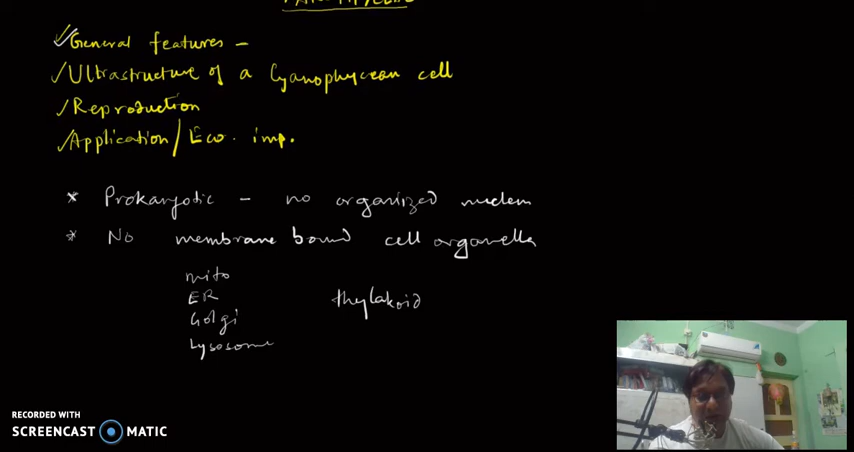 ✓General features -
✓Ultrastructure of a Cyanophycean cell
✓Reproduction
✓Application/Eco. imp.
* Prokaryotic - no organized nucleus
* No membrane bound cell organelle
mito
ER thylakoid
Golgi
Lysosome
RECORDED WITH
SCREENCAST MATIC